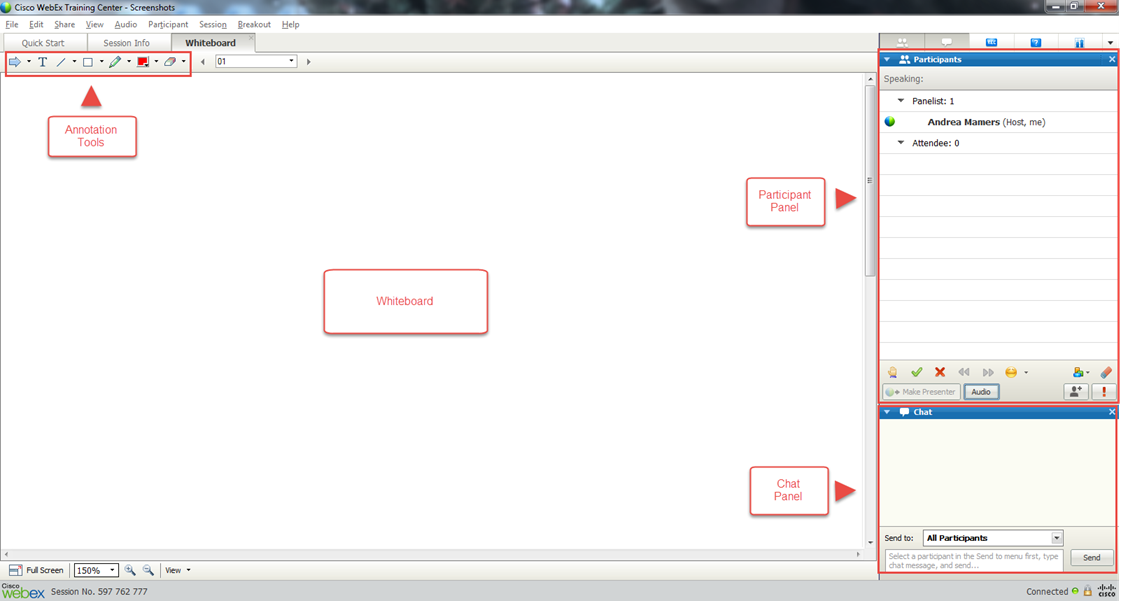 Cisco WebEx Training Center - Screenshots
File Edit Share View Audio Participant Session Breakout Help
Quick Start Session Info Whiteboard
T 01
Annotation
Tools
Whiteboard
Participant
Panel
Chat
Panel
Participants
Speaking:
Panelist: 1
Andrea Mamers (Host, me)
Attendee: 0
Make Presenter Audio
Chat
Send to: All Participants
Select a participant in the Send to menu first, type
chat message, and send...
Send
Full Screen 150% View
Cisco
webex Session No. 597 762 777
Connected
CISCO